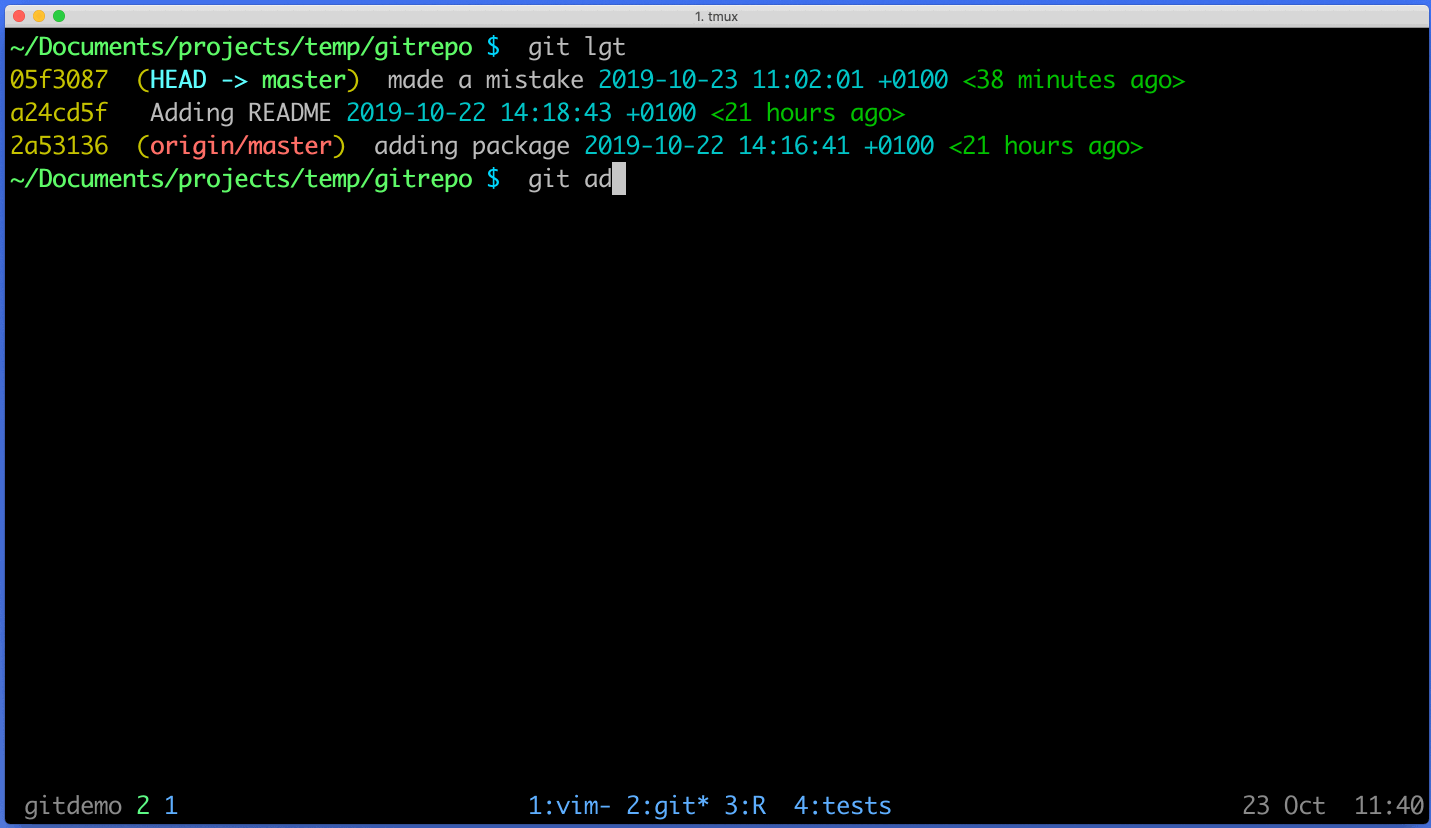 1. tmux
~/Documents/projects/temp/gitrepo $  git lgt
05f3087  (HEAD -> master)  made a mistake 2019-10-23 11:02:01 +0100 <38 minutes ago>
a24cd5f   Adding README 2019-10-22 14:18:43 +0100 <21 hours ago>
2a53136  (origin/master)  adding package 2019-10-22 14:16:41 +0100 <21 hours ago>
~/Documents/projects/temp/gitrepo $  git ad
gitdemo 2 1 1:vim- 2:git* 3:R  4:tests 23 Oct  11:40